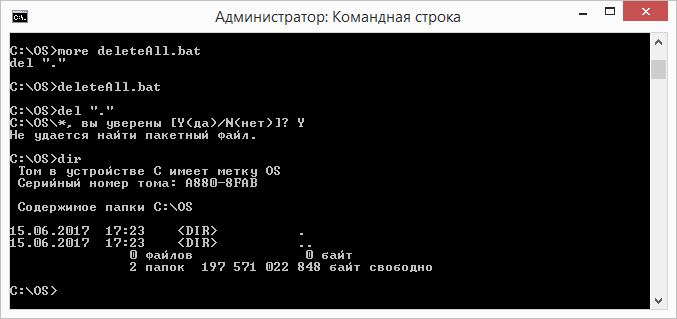 Администратор: Командная строка
C:\OS>more deleteAll.bat
del "."
C:\OS>deleteAll.bat
C:\OS>del "."
C:\OS\*, вы уверены [Y(да)/N(нет)]? Y
Не удается найти пакетный файл.
C:\OS>dir
Том в устройстве C имеет метку OS
Серийный номер тома: A880-8FAB
Содержимое папки C:\OS
15.06.2017  17:23    <DIR>          .
15.06.2017  17:23    <DIR>          ..
0 файлов              0 байт
2 папок  197 571 022 848 байт свободно
C:\OS>